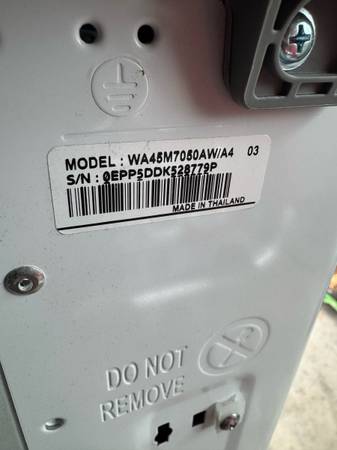 MODEL : WA45M7050AW/A4 03
S/N : 0EPP5DDK528779P
MADE IN THAILAND
DO NOT
REMOVE